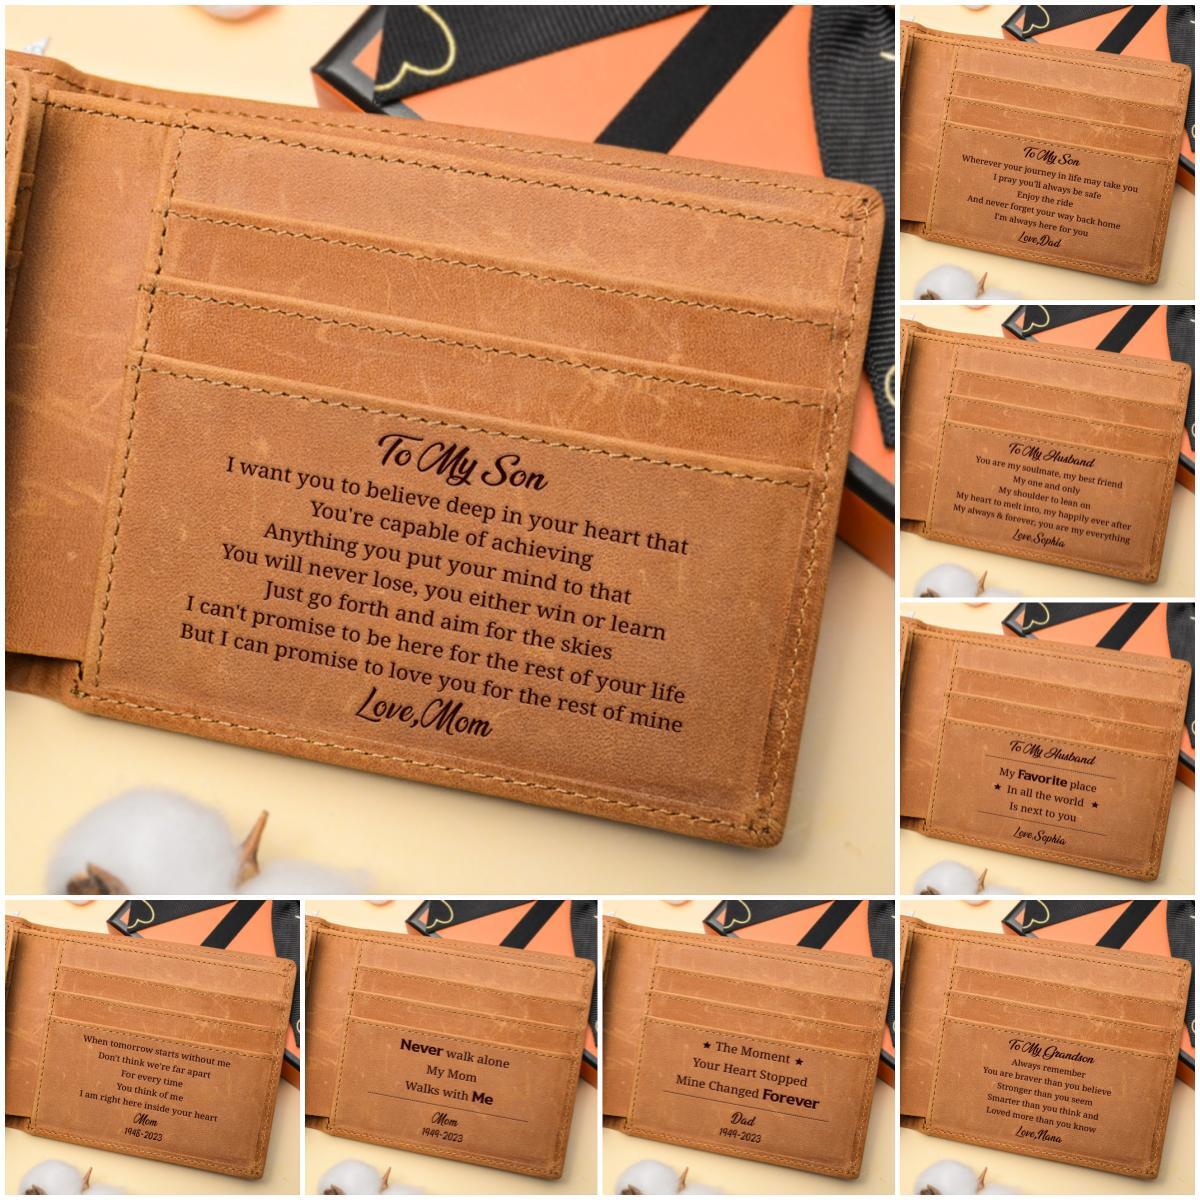 To My Son
I want you to believe deep in your heart that
You're capable of achieving
Anything you put your mind to that
You will never lose, you either win or learn
Just go forth and aim for the skies
I can't promise to be here for the rest of your life
But I can promise to love you for the rest of mine
Love,Mom
To My Son
Wherever your journey in life may take you
I pray you'll always be safe
Enjoy the ride
And never forget your way back home
I'm always here for you
Love,Dad
To My Husband
You are my soulmate, my best friend
My one and only
My shoulder to lean on
My heart to melt into, my happily ever after
My always & forever, you are my everything
Love,Sophia
To My Husband
My Favorite place
★ In all the world ★
Is next to you
Love,Sophia
When tomorrow starts without me
Don't think we're far apart
For every time
You think of me
I am right here inside your heart
Mom
1948-2023
Never walk alone
My Mom
Walks with Me
Mom
1949-2023
★ The Moment ★
Your Heart Stopped
Mine Changed Forever
Dad
1949-2023
To My Grandson
Always remember
You are braver than you believe
Stronger than you seem
Smarter than you think and
Loved more than you know
Love,Nana